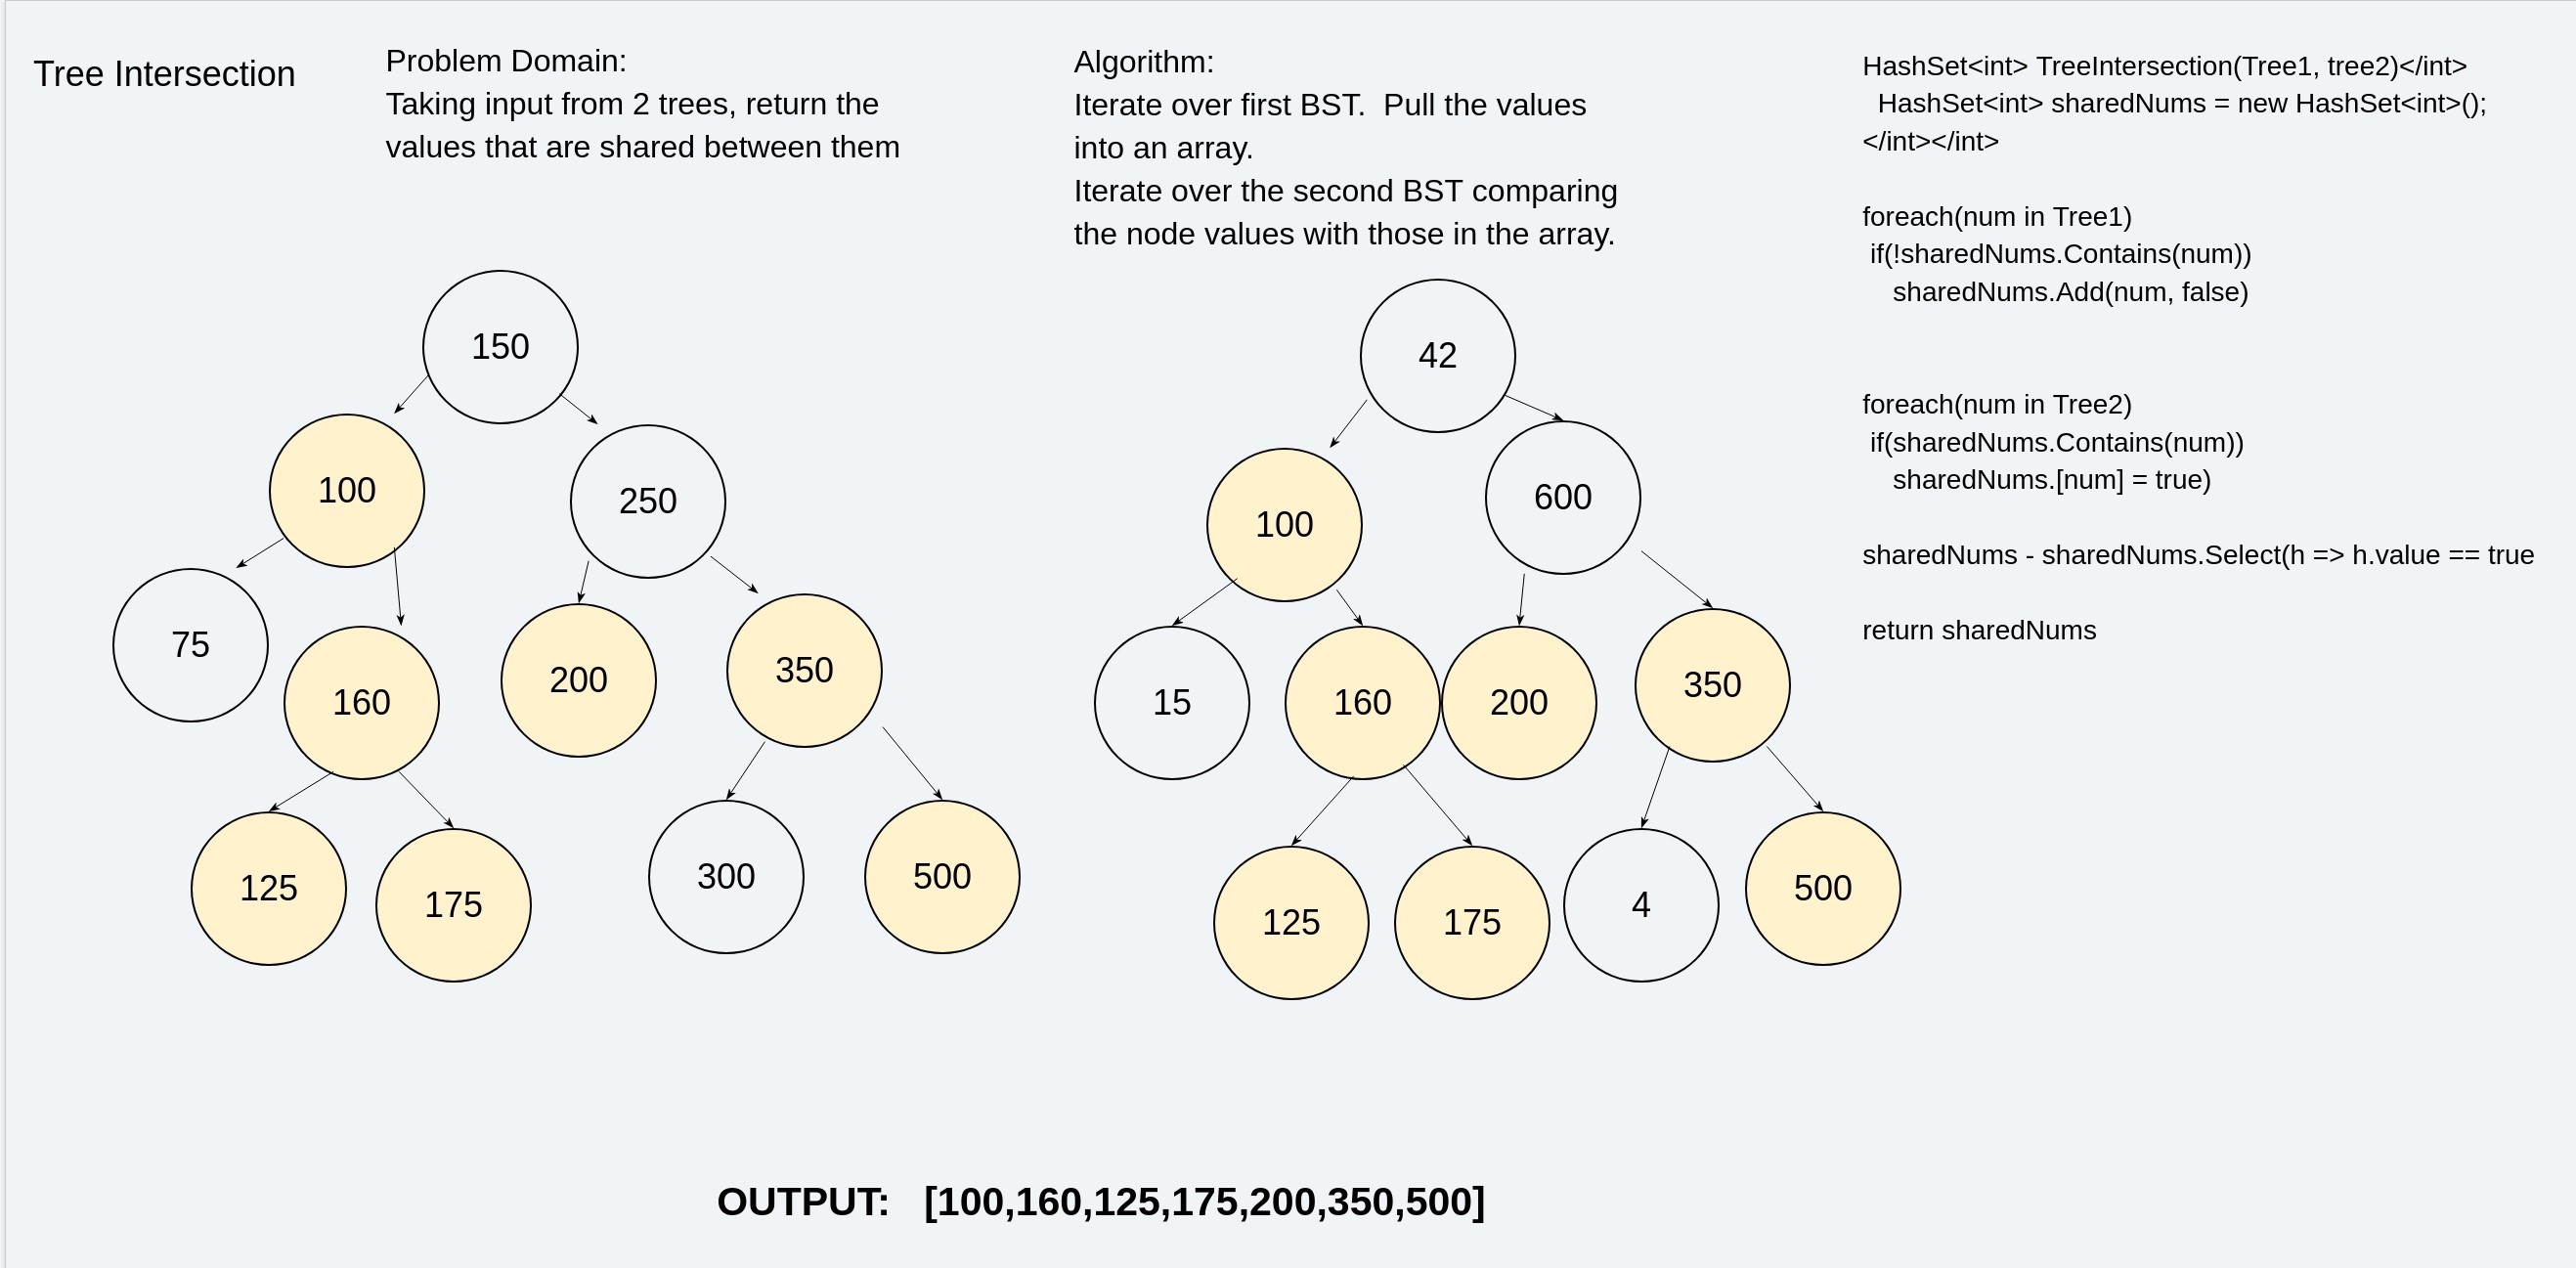 Tree Intersection
Problem Domain:
Taking input from 2 trees, return the
values that are shared between them
Algorithm:
Iterate over first BST.  Pull the values
into an array.
Iterate over the second BST comparing
the node values with those in the array.
HashSet<int> TreeIntersection(Tree1, tree2)</int>
  HashSet<int> sharedNums = new HashSet<int>();
</int></int>
foreach(num in Tree1)
 if(!sharedNums.Contains(num))
    sharedNums.Add(num, false)
foreach(num in Tree2)
 if(sharedNums.Contains(num))
    sharedNums.[num] = true)
sharedNums - sharedNums.Select(h => h.value == true
return sharedNums
150
100
250
75
160
200
350
125
175
300
500
42
100
600
15
160
200
350
125
175
4
500
OUTPUT:   [100,160,125,175,200,350,500]